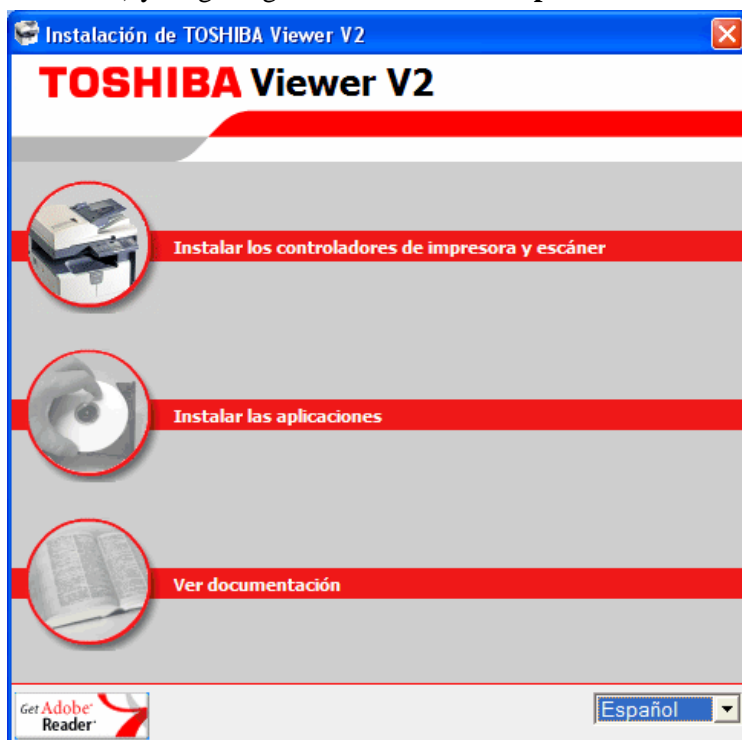 Instalación de TOSHIBA Viewer V2
TOSHIBA Viewer V2
Instalar los controladores de impresora y escáner
Instalar las aplicaciones
Ver documentación
Get Adobe
Reader
Español